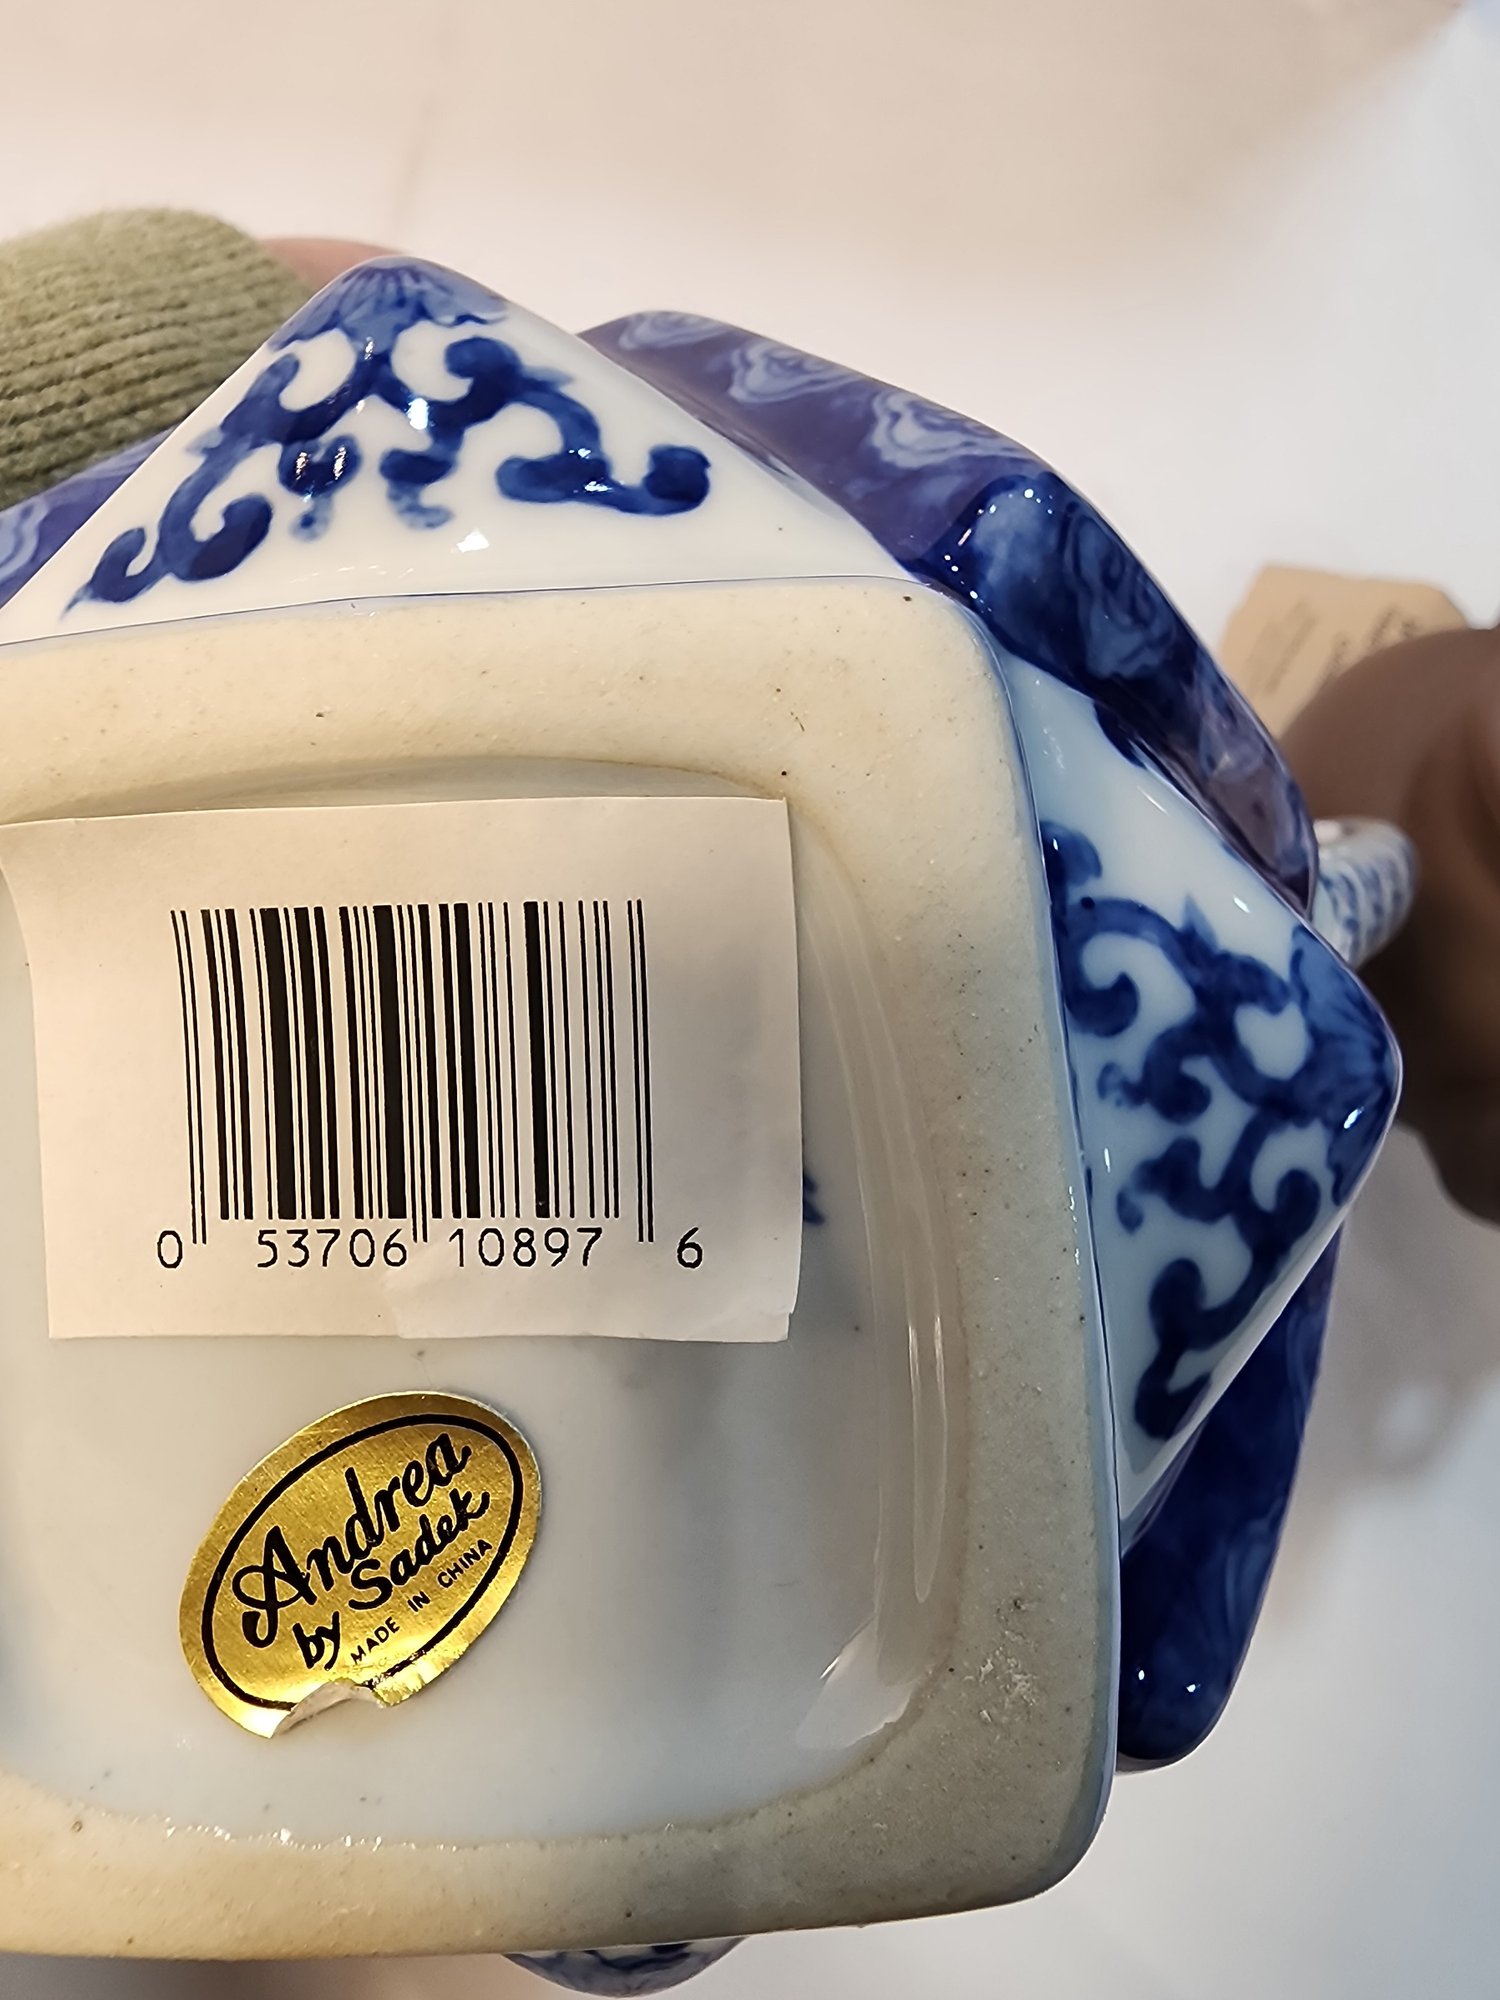 0 53706 10897 6
Andrea
by Sadek
MADE IN CHINA